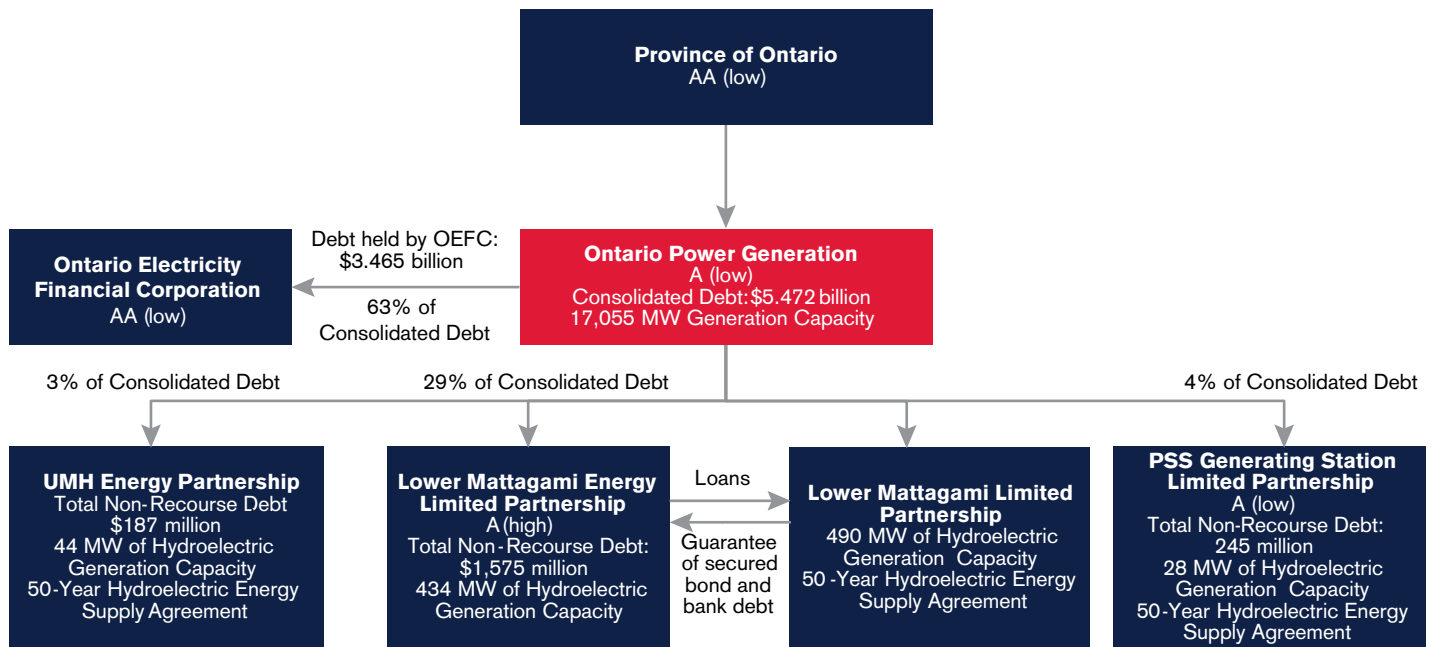 Province of Ontario
AA (low)
Debt held by OEFC:
$3.465 billion
63% of
Consolidated Debt
Ontario Electricity
Financial Corporation
AA (low)
Ontario Power Generation
A (low)
Consolidated Debt:$5.472 billion
17,055 MW Generation Capacity
3% of Consolidated Debt
29% of Consolidated Debt
4% of Consolidated Debt
UMH Energy Partnership
Total Non-Recourse Debt
$187 million
44 MW of Hydroelectric
Generation Capacity
50-Year Hydroelectric Energy
Supply Agreement
Lower Mattagami Energy
Limited Partnership
A (high)
Total Non-Recourse Debt:
$1,575 million
434 MW of Hydroelectric
Generation Capacity
Loans
Guarantee
of secured
bond and
bank debt
Lower Mattagami Limited
Partnership
490 MW of Hydroelectric
Generation Capacity
50-Year Hydroelectric Energy
Supply Agreement
PSS Generating Station
Limited Partnership
A (low)
Total Non-Recourse Debt:
245 million
28 MW of Hydroelectric
Generation Capacity
50-Year Hydroelectric Energy
Supply Agreement